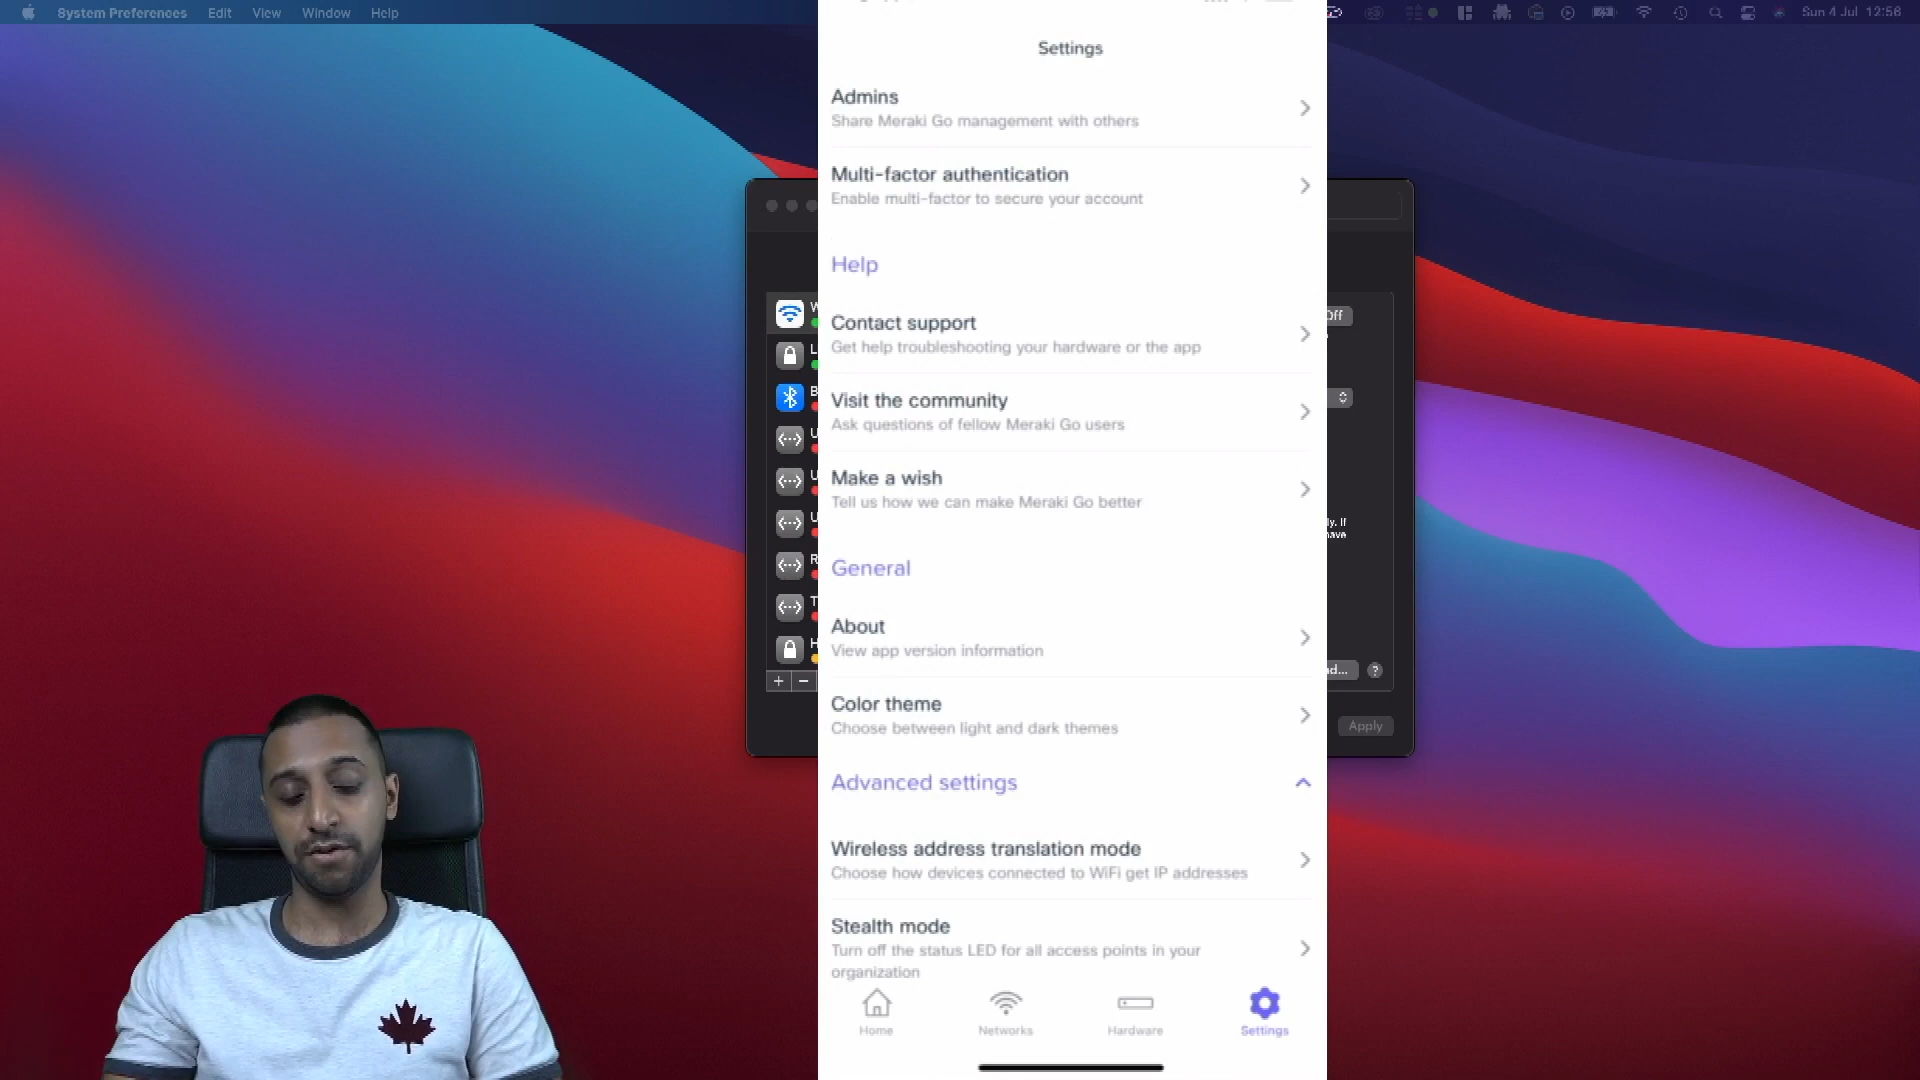 System Preferences Edit View Window Help
Sun 4 Jul 12:56
Settings
Admins
Share Meraki Go management with others
Multi-factor authentication
Enable multi-factor to secure your account
Help
Contact support
Get help troubleshooting your hardware or the app
Visit the community
Ask questions of fellow Meraki Go users
Make a wish
Tell us how we can make Meraki Go better
General
About
View app version information
Color theme
Choose between light and dark themes
Advanced settings
Wireless address translation mode
Choose how devices connected to WiFi get IP addresses
Stealth mode
Turn off the status LED for all access points in your
organization
Home Networks Hardware Settings
Off
ly. If
have
+ −
?
Apply